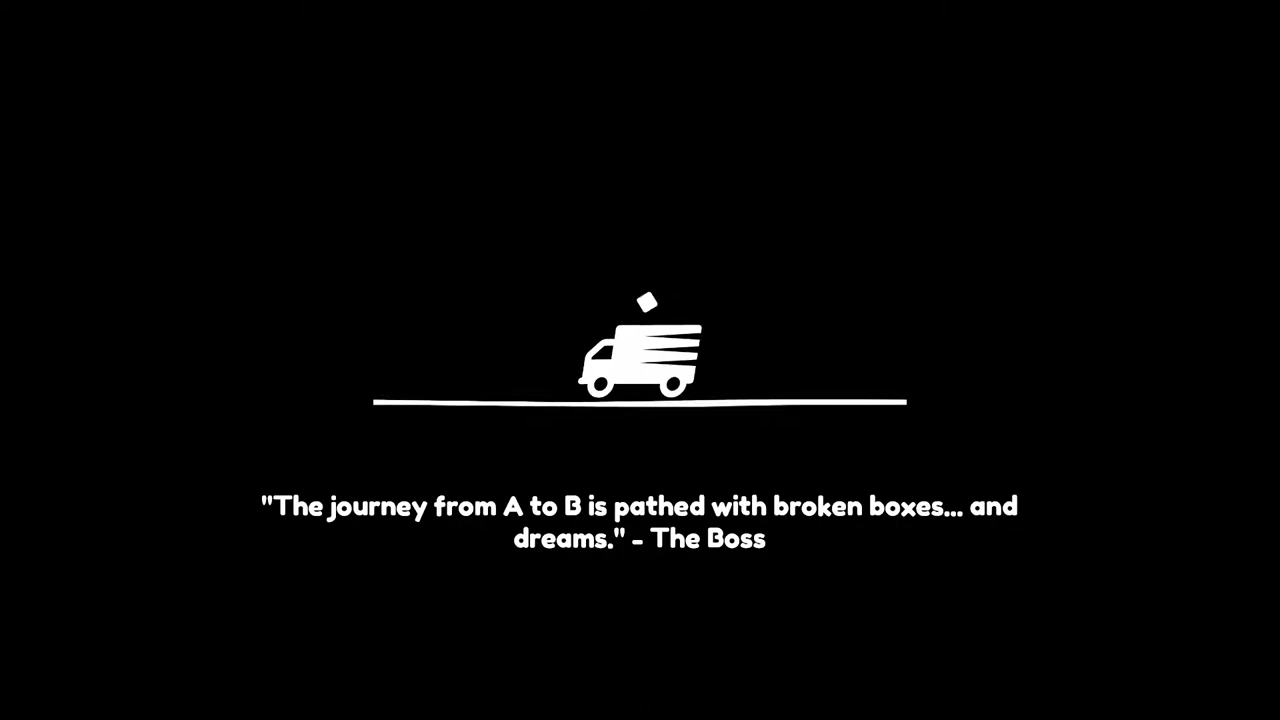 "The journey from A to B is pathed with broken boxes... and
dreams." - The Boss